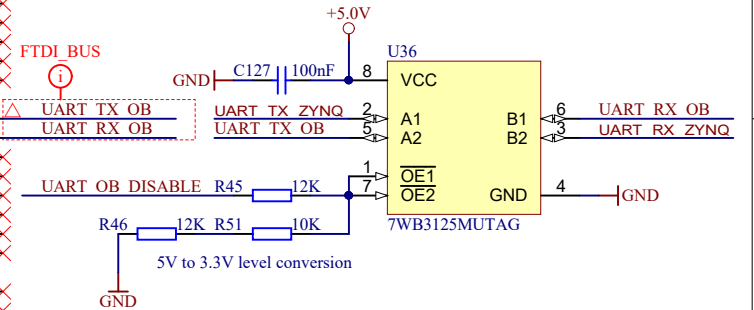 +5.0V
FTDI_BUS
i
U36
GND C127 100nF 8 VCC
UART_TX_OB UART_TX_ZYNQ 2 A1 B1 6 UART_RX_OB
UART_RX_OB UART_TX_OB 5 A2 B2 3 UART_RX_ZYNQ
1 OE1
UART_OB_DISABLE R45 12K 7 OE2 GND 4 GND
R46 12K R51 10K 7WB3125MUTAG
5V to 3.3V level conversion
GND